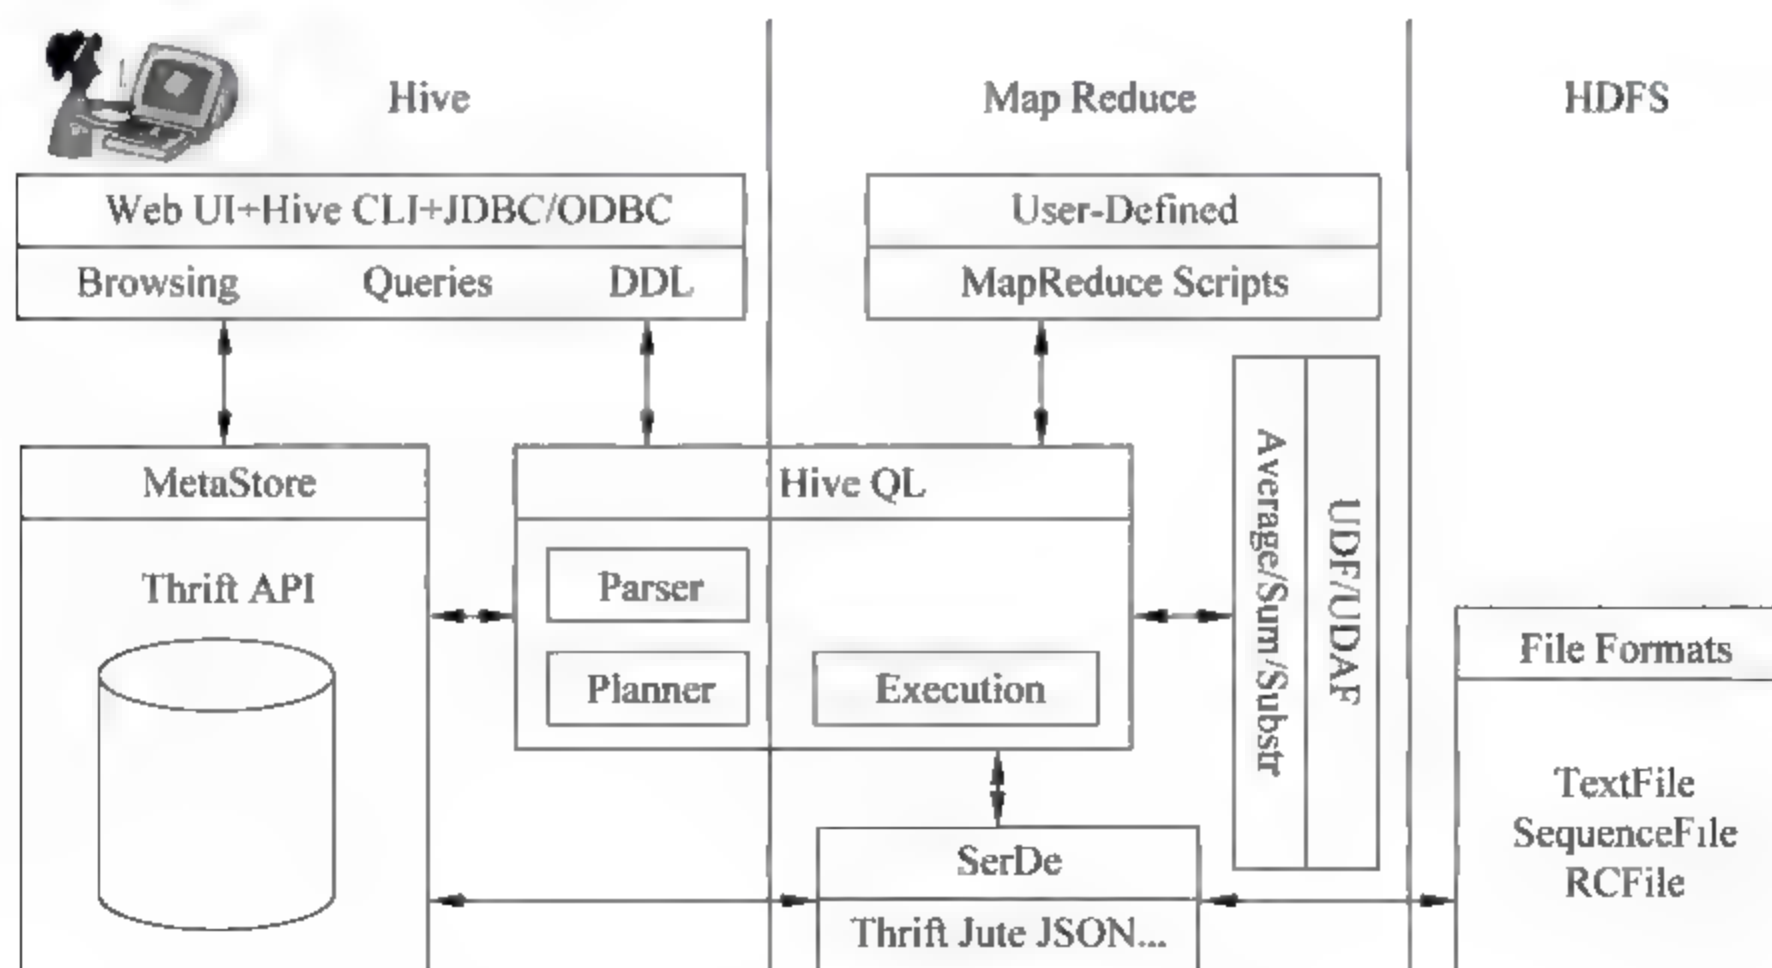 Hive
Map Reduce
HDFS
Web UI+Hive CLI+JDBC/ODBC
Browsing Queries DDL
User-Defined
MapReduce Scripts
MetaStore
Thrift API
Hive QL
Parser
Planner
Execution
Average/Sum/Substr
UDF/UDAF
SerDe
Thrift Jute JSON...
File Formats
TextFile
SequenceFile
RCFile